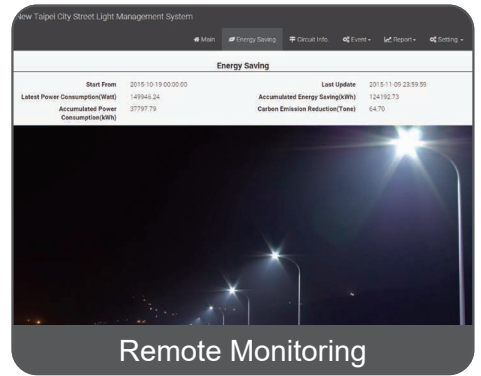 New Taipei City Street Light Management System
Main Energy Saving Circuit Info. Event Report Setting
Energy Saving
Start From 2015-10-19 00:00:00 Last Update 2015-11-09 23:59:59
Latest Power Consumption(Watt) 149946.24 Accumulated Energy Saving(kWh) 124192.73
Accumulated Power Consumption(kWh) 37797.79 Carbon Emission Reduction(Tone) 64.70
Remote Monitoring